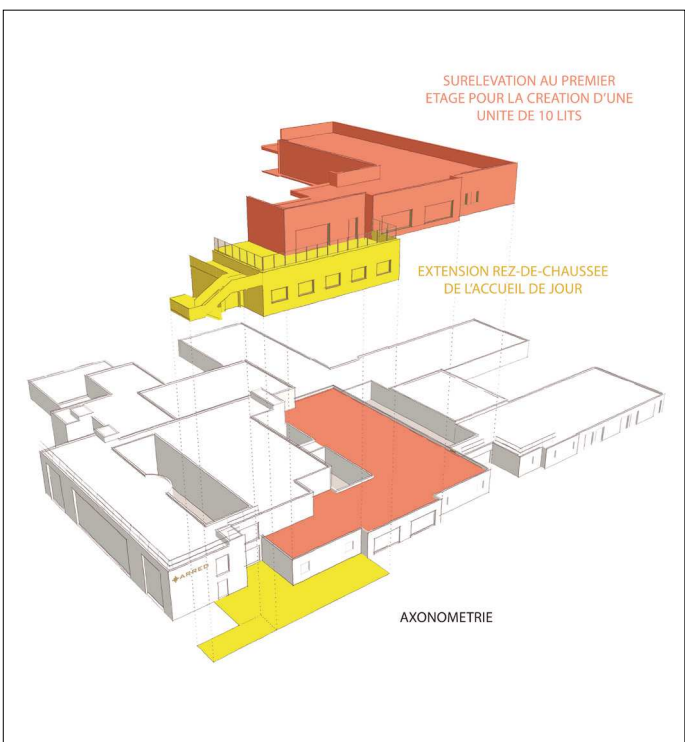 SURELEVATION AU PREMIER
ETAGE POUR LA CREATION D'UNE
UNITE DE 10 LITS
EXTENSION REZ-DE-CHAUSSEE
DE L'ACCUEIL DE JOUR
ARRED
AXONOMETRIE